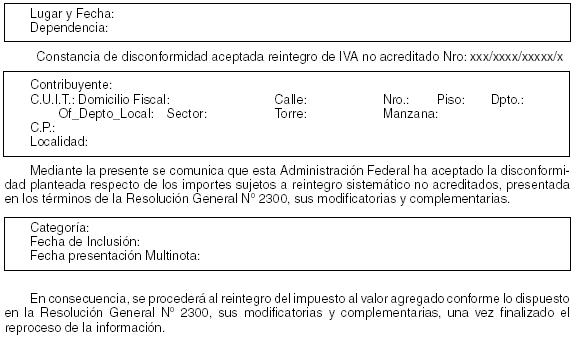 Lugar y Fecha:
Dependencia:
Constancia de disconformidad aceptada reintegro de IVA no acreditado Nro: xxx/xxxx/xxxxx/x
Contribuyente:
C.U.I.T.: Domicilio Fiscal: Calle: Nro.: Piso: Dpto.:
Of_Depto_Local: Sector: Torre: Manzana:
C.P.:
Localidad:
Mediante la presente se comunica que esta Administración Federal ha aceptado la disconformi-
dad planteada respecto de los importes sujetos a reintegro sistemático no acreditados, presentada
en los términos de la Resolución General Nº 2300, sus modificatorias y complementarias.
Categoría:
Fecha de Inclusión:
Fecha presentación Multinota:
En consecuencia, se procederá al reintegro del impuesto al valor agregado conforme lo dispuesto
en la Resolución General Nº 2300, sus modificatorias y complementarias, una vez finalizado el
reproceso de la información.